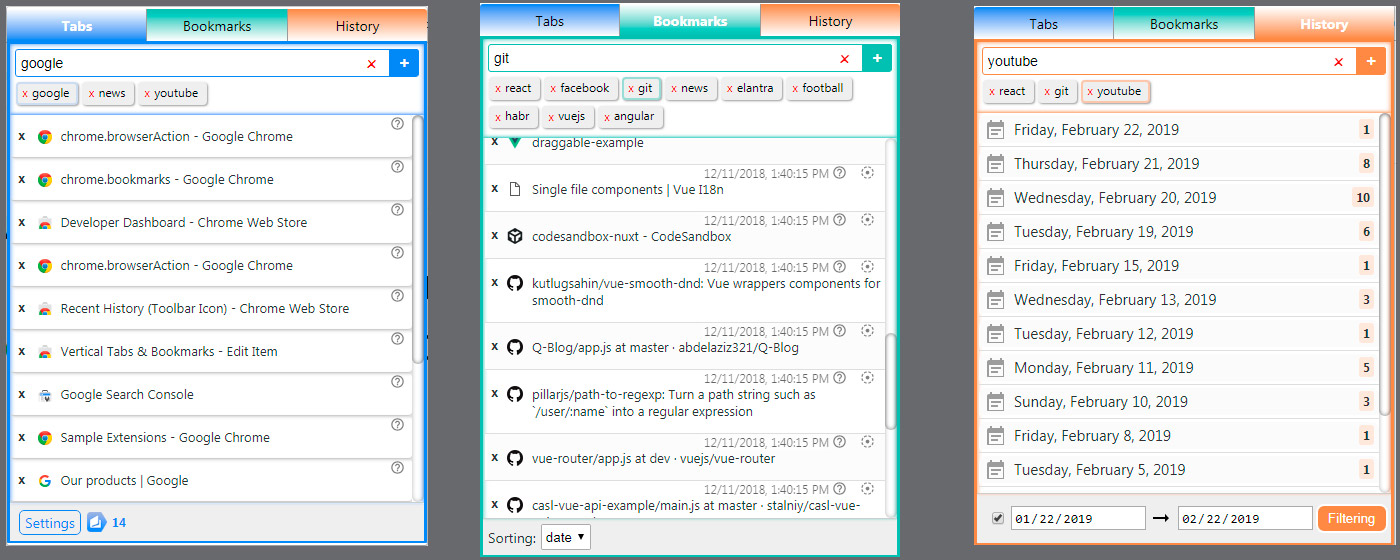 Tabs Bookmarks History
google x +
x google x news x youtube
x chrome.browserAction - Google Chrome
x chrome.bookmarks - Google Chrome
x Developer Dashboard - Chrome Web Store
x chrome.browserAction - Google Chrome
x Recent History (Toolbar Icon) - Chrome Web Store
x Vertical Tabs & Bookmarks - Edit Item
x Google Search Console
x Sample Extensions - Google Chrome
x Our products | Google
Settings 14
Tabs Bookmarks History
git x +
x react x facebook x git x news x elantra x football
x habr x vuejs x angular
x draggable-example
12/11/2018, 1:40:15 PM
x Single file components | Vue I18n
12/11/2018, 1:40:15 PM
x codesandbox-nuxt - CodeSandbox
12/11/2018, 1:40:15 PM
x kutlugsahin/vue-smooth-dnd: Vue wrappers components for
smooth-dnd
12/11/2018, 1:40:15 PM
x Q-Blog/app.js at master · abdelaziz321/Q-Blog
12/11/2018, 1:40:15 PM
x pillarjs/path-to-regexp: Turn a path string such as
`/user/:name` into a regular expression
12/11/2018, 1:40:15 PM
x vue-router/app.js at dev · vuejs/vue-router
12/11/2018, 1:40:15 PM
x casl-vue-api-example/main.js at master · stalniy/casl-vue-
Sorting: date
Tabs Bookmarks History
youtube x +
x react x git x youtube
Friday, February 22, 2019 1
Thursday, February 21, 2019 8
Wednesday, February 20, 2019 10
Tuesday, February 19, 2019 6
Friday, February 15, 2019 1
Wednesday, February 13, 2019 3
Tuesday, February 12, 2019 1
Monday, February 11, 2019 5
Sunday, February 10, 2019 3
Friday, February 8, 2019 1
Tuesday, February 5, 2019 1
01/22/2019 → 02/22/2019 Filtering